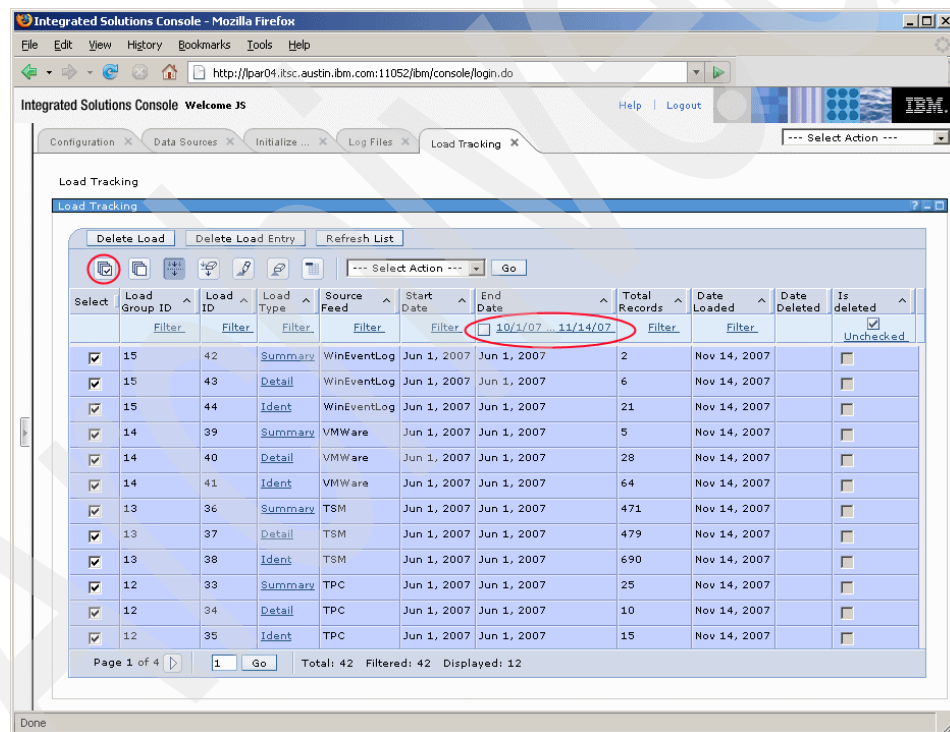 Integrated Solutions Console - Mozilla Firefox
File Edit View History Bookmarks Tools Help
http://lpar04.itsc.austin.ibm.com:11052/ibm/console/login.do
Integrated Solutions Console Welcome JS Help | Logout IBM.
Configuration X Data Sources X Initialize ... X Log Files X Load Tracking X --- Select Action ---
Load Tracking
Load Tracking ? - □
Delete Load Delete Load Entry Refresh List
--- Select Action --- Go
Select Load Group ID Load ID Load Type Source Feed Start Date End Date Total Records Date Loaded Date Deleted Is deleted
Filter Filter Filter Filter Filter 10/1/07 ... 11/14/07 Filter Filter Unchecked
15 42 Summary WinEventLog Jun 1, 2007 Jun 1, 2007 2 Nov 14, 2007
15 43 Detail WinEventLog Jun 1, 2007 Jun 1, 2007 6 Nov 14, 2007
15 44 Ident WinEventLog Jun 1, 2007 Jun 1, 2007 21 Nov 14, 2007
14 39 Summary VMWare Jun 1, 2007 Jun 1, 2007 5 Nov 14, 2007
14 40 Detail VMWare Jun 1, 2007 Jun 1, 2007 28 Nov 14, 2007
14 41 Ident VMWare Jun 1, 2007 Jun 1, 2007 64 Nov 14, 2007
13 36 Summary TSM Jun 1, 2007 Jun 1, 2007 471 Nov 14, 2007
13 37 Detail TSM Jun 1, 2007 Jun 1, 2007 479 Nov 14, 2007
13 38 Ident TSM Jun 1, 2007 Jun 1, 2007 690 Nov 14, 2007
12 33 Summary TPC Jun 1, 2007 Jun 1, 2007 25 Nov 14, 2007
12 34 Detail TPC Jun 1, 2007 Jun 1, 2007 10 Nov 14, 2007
12 35 Ident TPC Jun 1, 2007 Jun 1, 2007 15 Nov 14, 2007
Page 1 of 4 1 Go Total: 42 Filtered: 42 Displayed: 12
Done